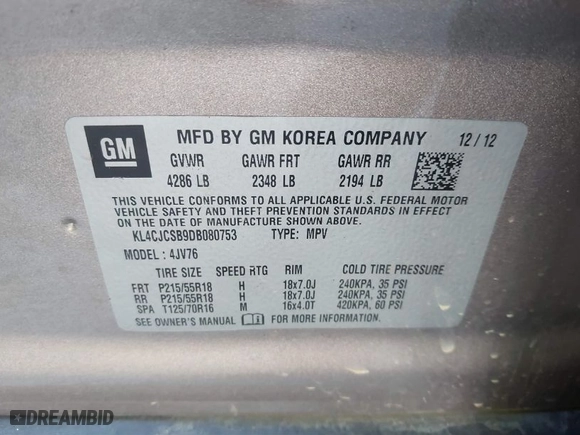 GM
MFD BY GM KOREA COMPANY 12/12
GVWR GAWR FRT GAWR RR
4286 LB 2348 LB 2194 LB
THIS VEHICLE CONFORMS TO ALL APPLICABLE U.S. FEDERAL MOTOR
VEHICLE SAFETY AND THEFT PREVENTION STANDARDS IN EFFECT
ON THE DATE OF MANUFACTURE SHOWN ABOVE.
KL4CJCSB9DB080753 TYPE: MPV
MODEL: 4JV76
TIRE SIZE SPEED RTG RIM COLD TIRE PRESSURE
FRT P215/55R18 H 18x7.0J 240KPA, 35 PSI
RR P215/55R18 H 18x7.0J 240KPA, 35 PSI
SPA T125/70R16 M 16x4.0T 420KPA, 60 PSI
SEE OWNER'S MANUAL FOR MORE INFORMATION.
DREAMBID